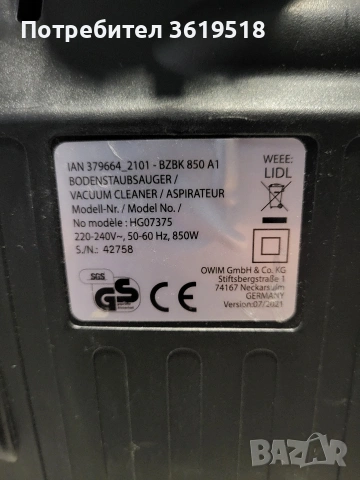 Потребител 3619518
IAN 379664_2101 - BZBK 850 A1
BODENSTAUBSAUGER/
VACUUM CLEANER / ASPIRATEUR
Modell-Nr. / Model No. /
No modèle : HG07375
220-240V~, 50-60 Hz, 850W
S./N.: 42758
WEEE:
LIDL
SGS
GS
CE
OWIM GmbH & Co. KG
Stiftsbergstraße 1
74167 Neckarsulm
GERMANY
Version:07/2021
BAZAR